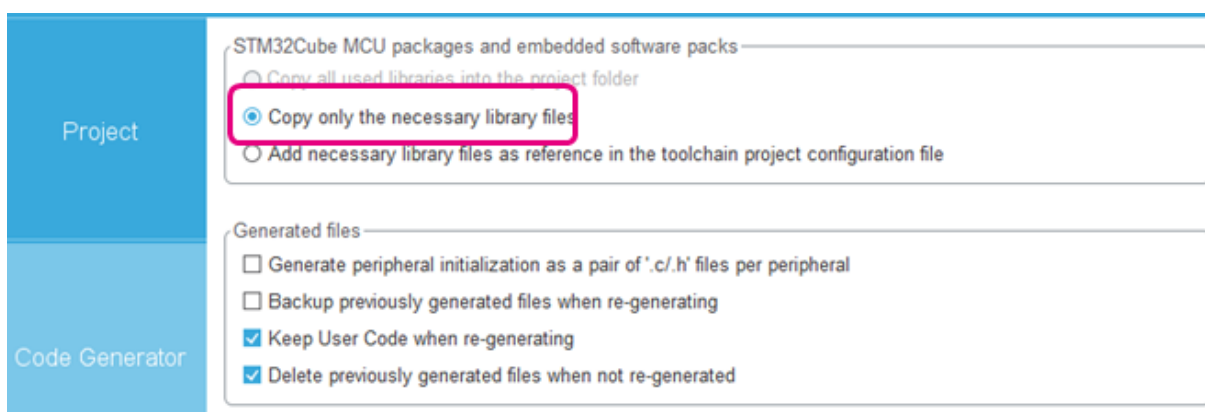 Project
Code Generator
STM32Cube MCU packages and embedded software packs
Copy all used libraries into the project folder
Copy only the necessary library files
Add necessary library files as reference in the toolchain project configuration file
Generated files
Generate peripheral initialization as a pair of '.c/.h' files per peripheral
Backup previously generated files when re-generating
Keep User Code when re-generating
Delete previously generated files when not re-generated